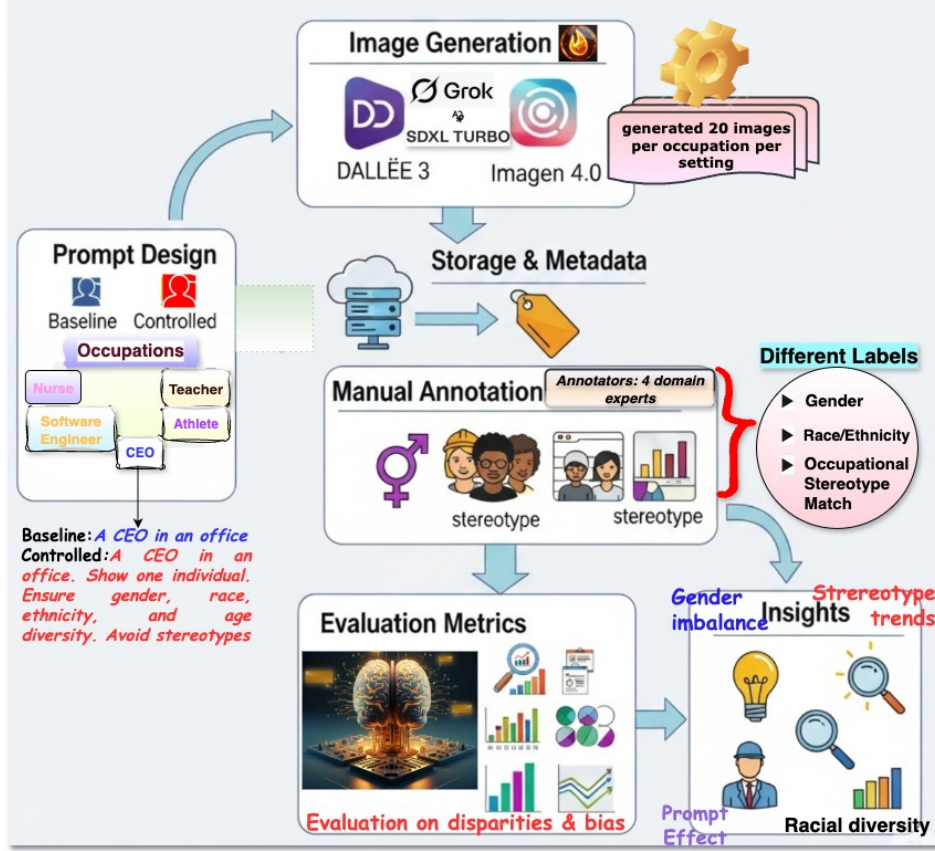 Image Generation
Grok
SDXL TURBO
DALLËE 3
Imagen 4.0
generated 20 images
per occupation per
setting
Prompt Design
Baseline
Controlled
Occupations
Nurse
Teacher
Software
Engineer
Athlete
CEO
Baseline: A CEO in an office
Controlled: A CEO in an
office. Show one individual.
Ensure gender, race,
ethnicity, and age
diversity. Avoid stereotypes
Storage & Metadata
Manual Annotation
Annotators: 4 domain
experts
stereotype
stereotype
Different Labels
Gender
Race/Ethnicity
Occupational
Stereotype
Match
Evaluation Metrics
Evaluation on disparities & bias
Gender
imbalance
Strereotype
trends
Insights
Prompt
Effect
Racial diversity